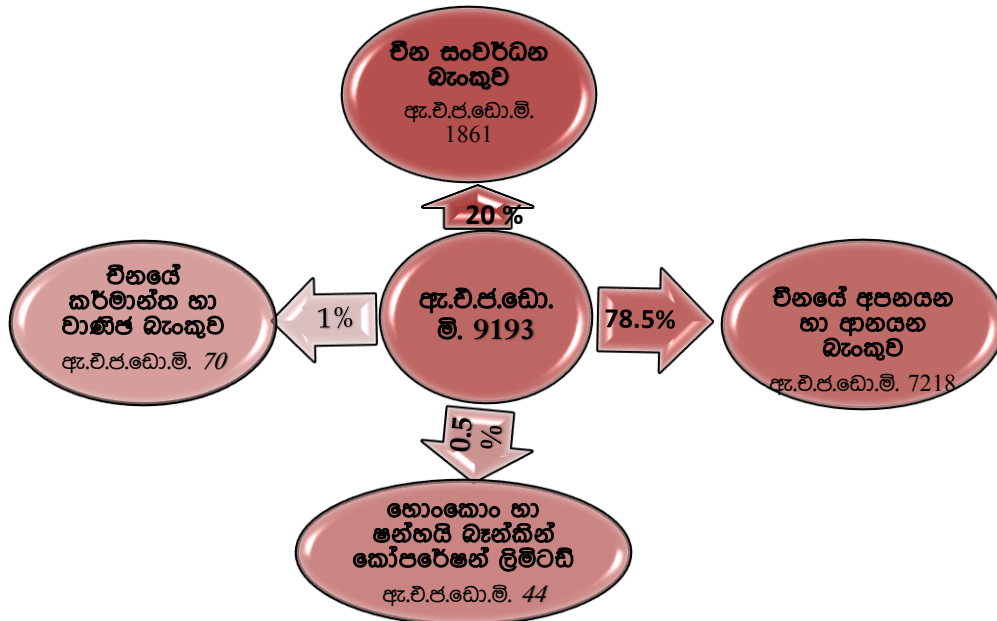 චීන සංවර්ධන
බැංකුව
ඇ.එ.ජ.ඩො.මි.
1861
20 %
චීනයේ
කර්මාන්ත හා
වාණිජ බැංකුව
ඇ.එ.ජ.ඩො.මි. 70
1%
ඇ.එ.ජ.ඩො.
මි. 9193
78.5%
චීනයේ අපනයන
හා ආනයන
බැංකුව
ඇ.එ.ජ.ඩො.මි. 7218
0.5
%
හොංකොං හා
ෂන්හයි බෑන්කින්
කෝපරේෂන් ලිමිටඩ්
ඇ.එ.ජ.ඩො.මි. 44